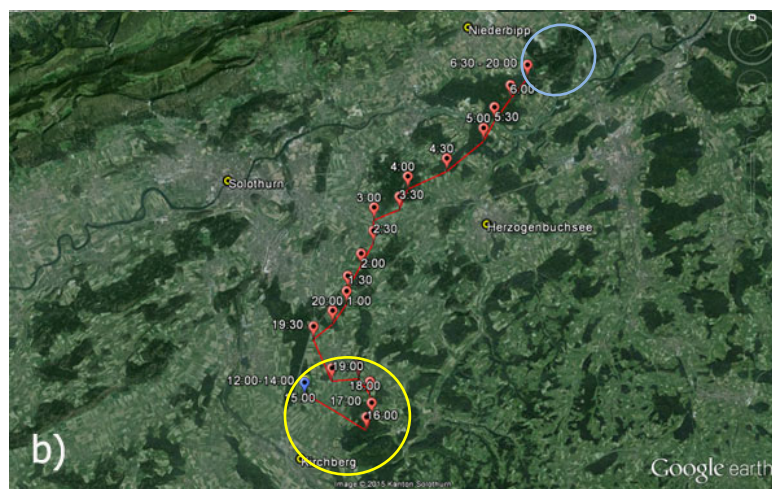 N
Niederbipp
6 30 - 20:00
6 00
5:00 5:30
4:30
4:00
3:30
3:00
Solothurn
2:30
Herzogenbuchsee
2:00
1:30
20:00 1:00
19:30
19:00
12:00-14:00
18:00
15:00
17:00
16:00
b)
Kirchberg
Google earth
Image © 2015 Kanton Solothurn